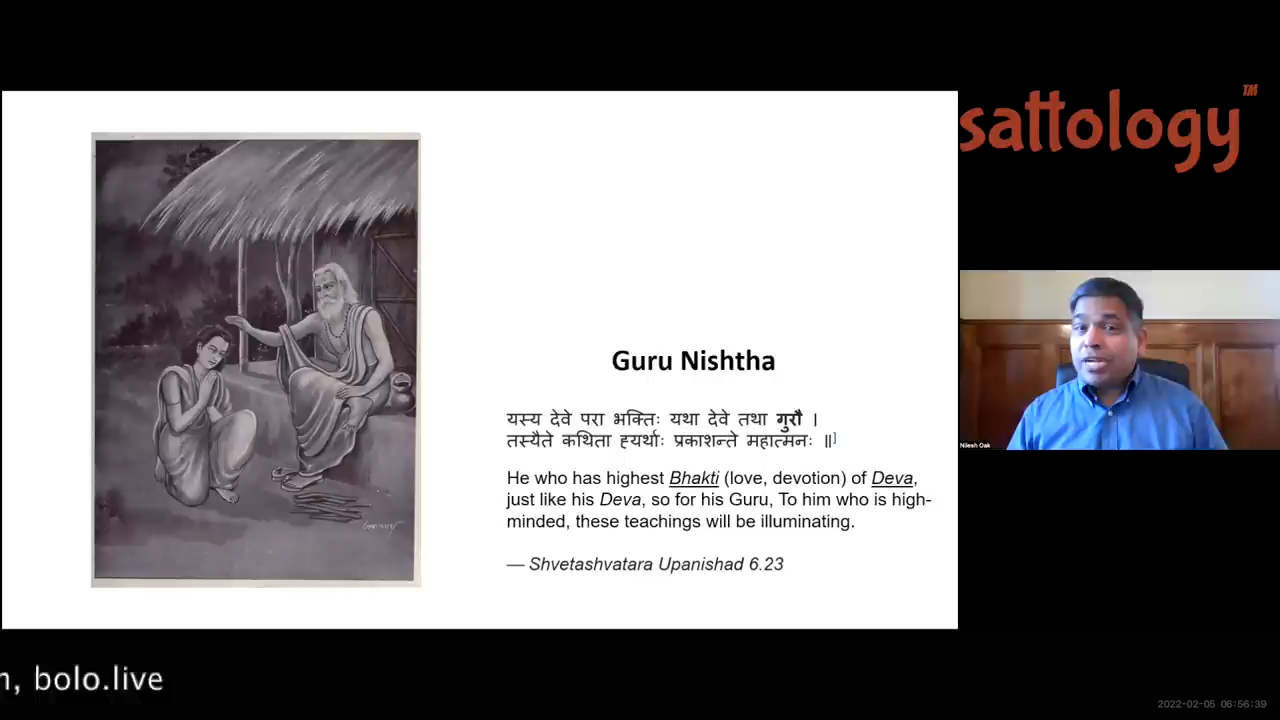 sattology™
Guru Nishtha
यस्य देवे परा भक्तिः यथा देवे तथा गुरौ ।
तस्यैते कथिता ह्यर्थाः प्रकाशन्ते महात्मनः ॥]
He who has highest Bhakti (love, devotion) of Deva,
just like his Deva, so for his Guru, To him who is high-
minded, these teachings will be illuminating.
— Shvetashvatara Upanishad 6.23
Nilesh Oak
, bolo.live
2022-02-05 06:56:39